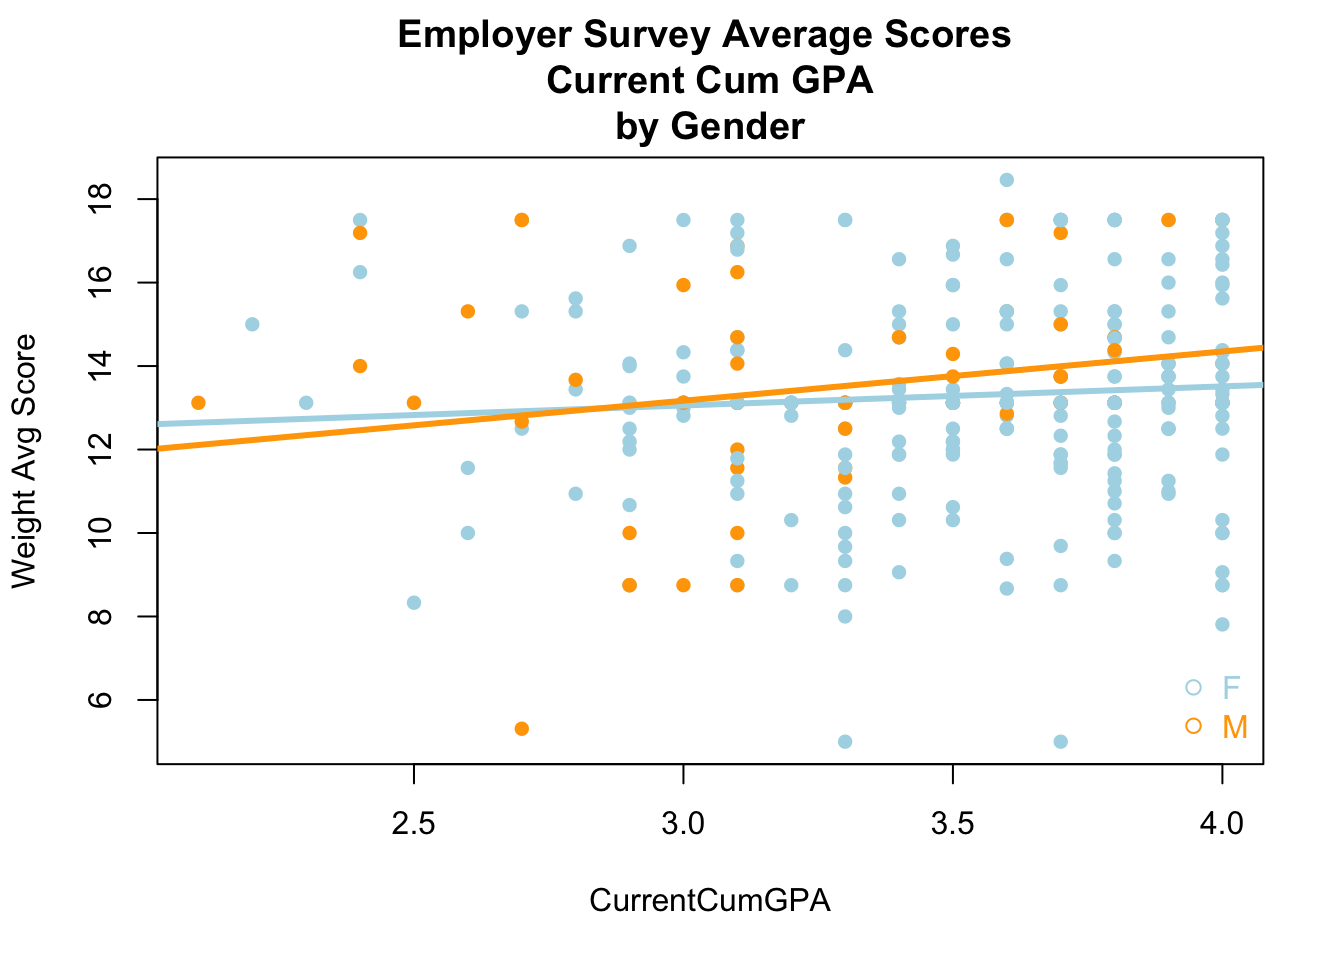 Employer Survey Average Scores
Current Cum GPA
by Gender
Weight Avg Score
18
16
14
12
10
8
6
F
M
2.5 3.0 3.5 4.0
CurrentCumGPA